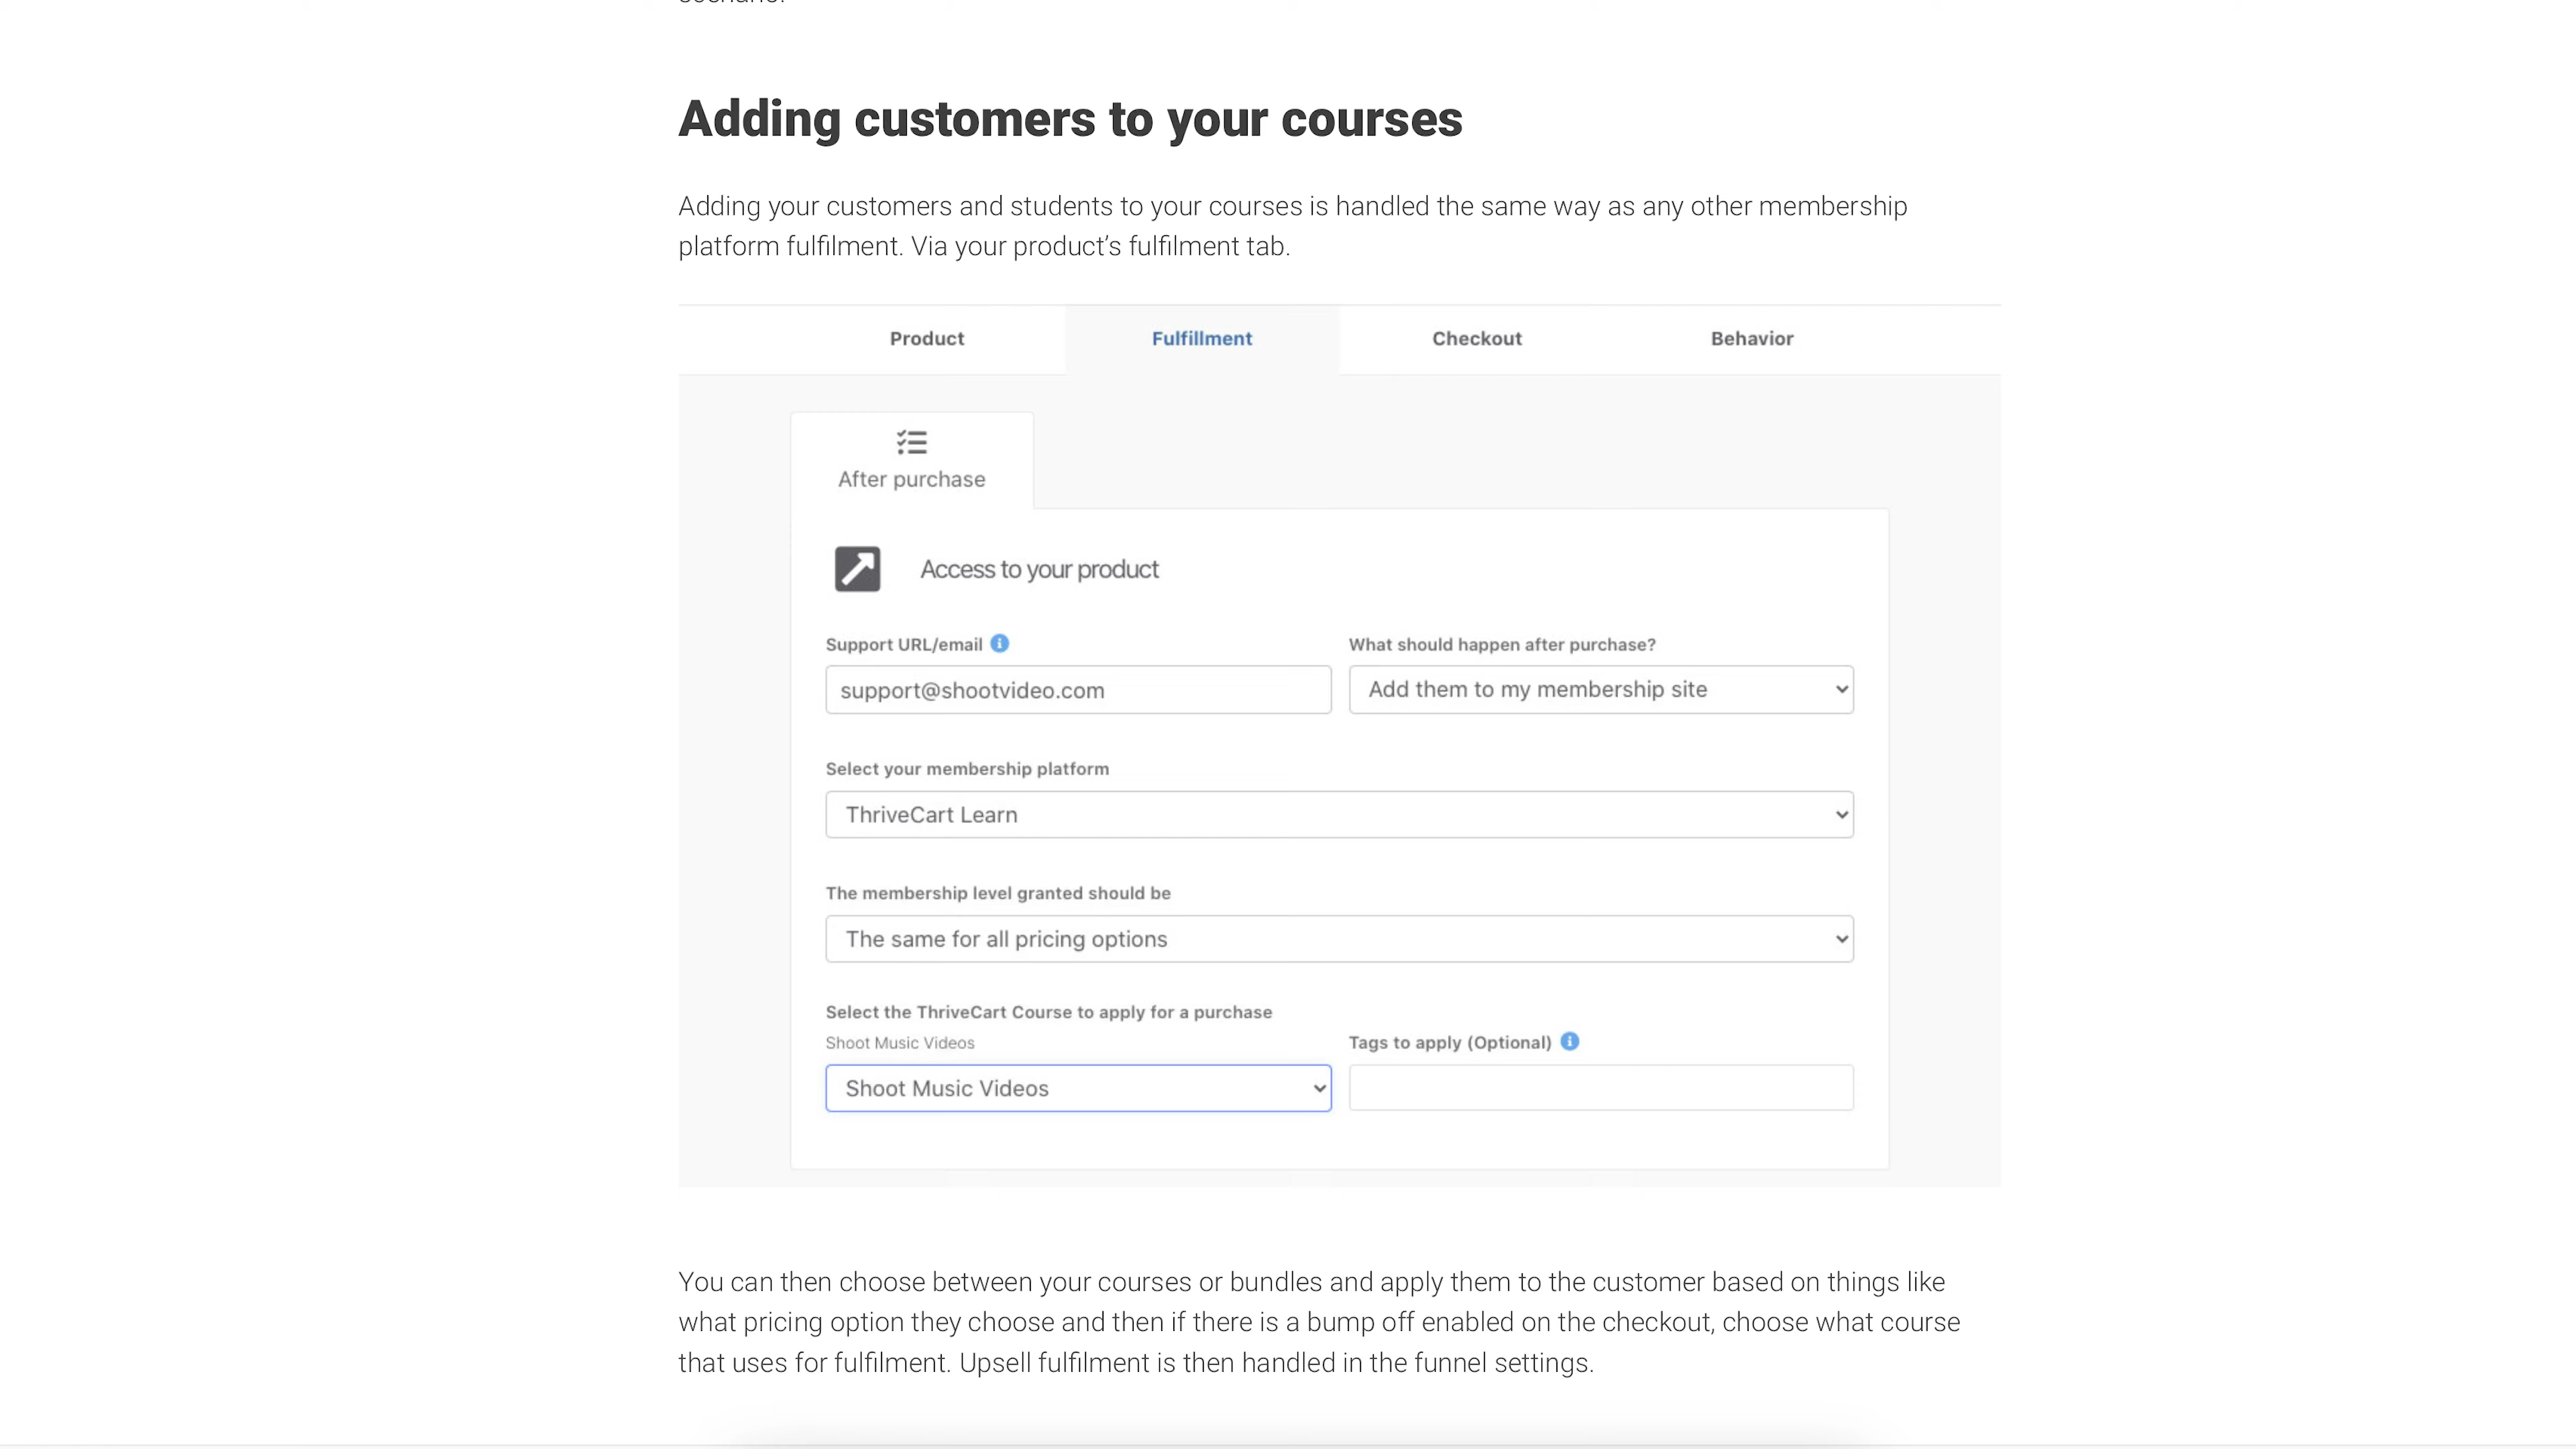 Adding customers to your courses
Adding your customers and students to your courses is handled the same way as any other membership
platform fulfilment. Via your product’s fulfilment tab.
Product Fulfillment Checkout Behavior
After purchase
Access to your product
Support URL/email What should happen after purchase?
support@shootvideo.com Add them to my membership site
Select your membership platform
ThriveCart Learn
The membership level granted should be
The same for all pricing options
Select the ThriveCart Course to apply for a purchase
Shoot Music Videos Tags to apply (Optional)
Shoot Music Videos
You can then choose between your courses or bundles and apply them to the customer based on things like
what pricing option they choose and then if there is a bump off enabled on the checkout, choose what course
that uses for fulfilment. Upsell fulfilment is then handled in the funnel settings.